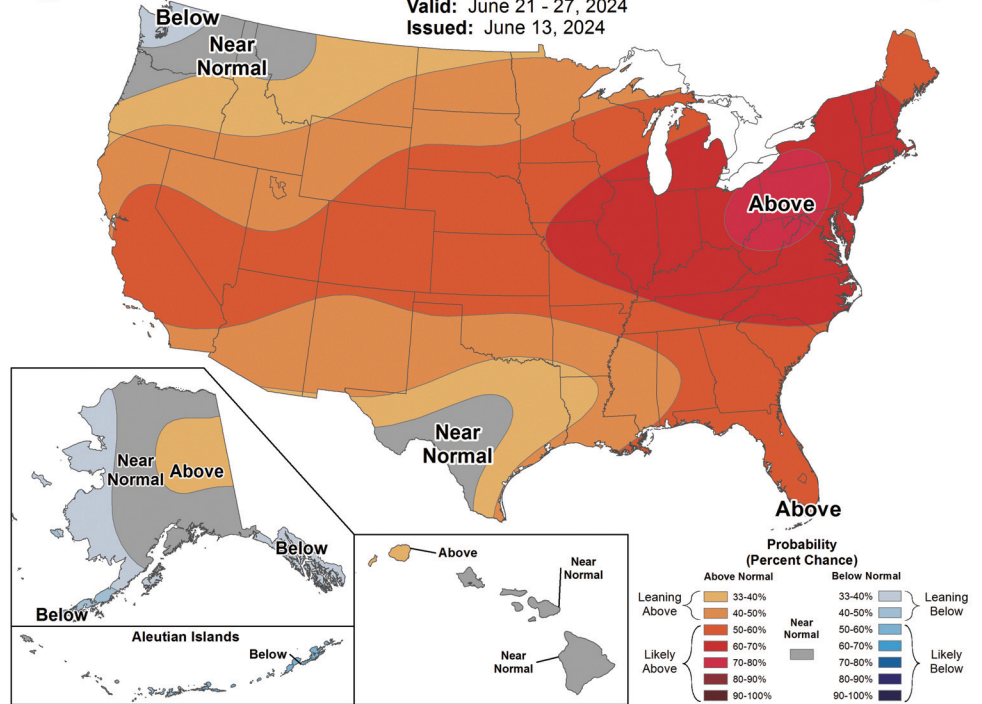 Valid: June 21 - 27, 2024
Issued: June 13, 2024
Below
Near
Normal
Above
Near
Normal
Above
Near
Normal
Above
Below
Below
Aleutian Islands
Below
Above
Near
Normal
Near
Normal
Probability
(Percent Chance)
Above Normal
Below Normal
Leaning
Above
33-40%
40-50%
Likely
Above
50-60%
60-70%
70-80%
80-90%
90-100%
Near
Normal
33-40%
40-50%
Leaning
Below
50-60%
60-70%
70-80%
80-90%
90-100%
Likely
Below